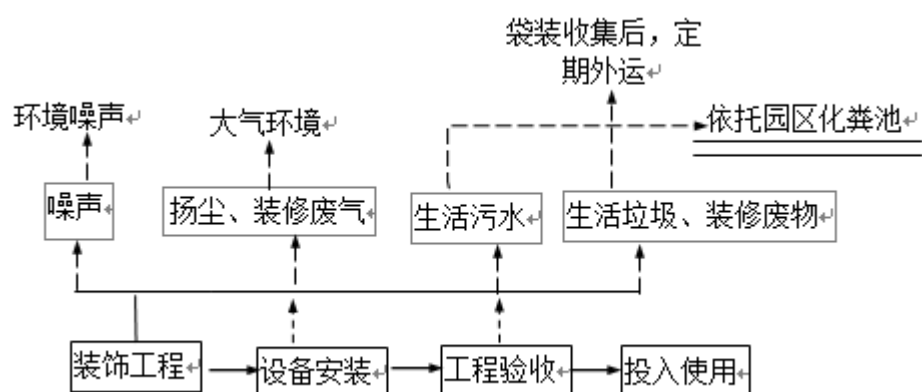 袋装收集后，定
期外运
环境噪声
大气环境
依托园区化粪池
噪声
扬尘、装修废气
生活污水
生活垃圾、装修废物
装饰工程
设备安装
工程验收
投入使用